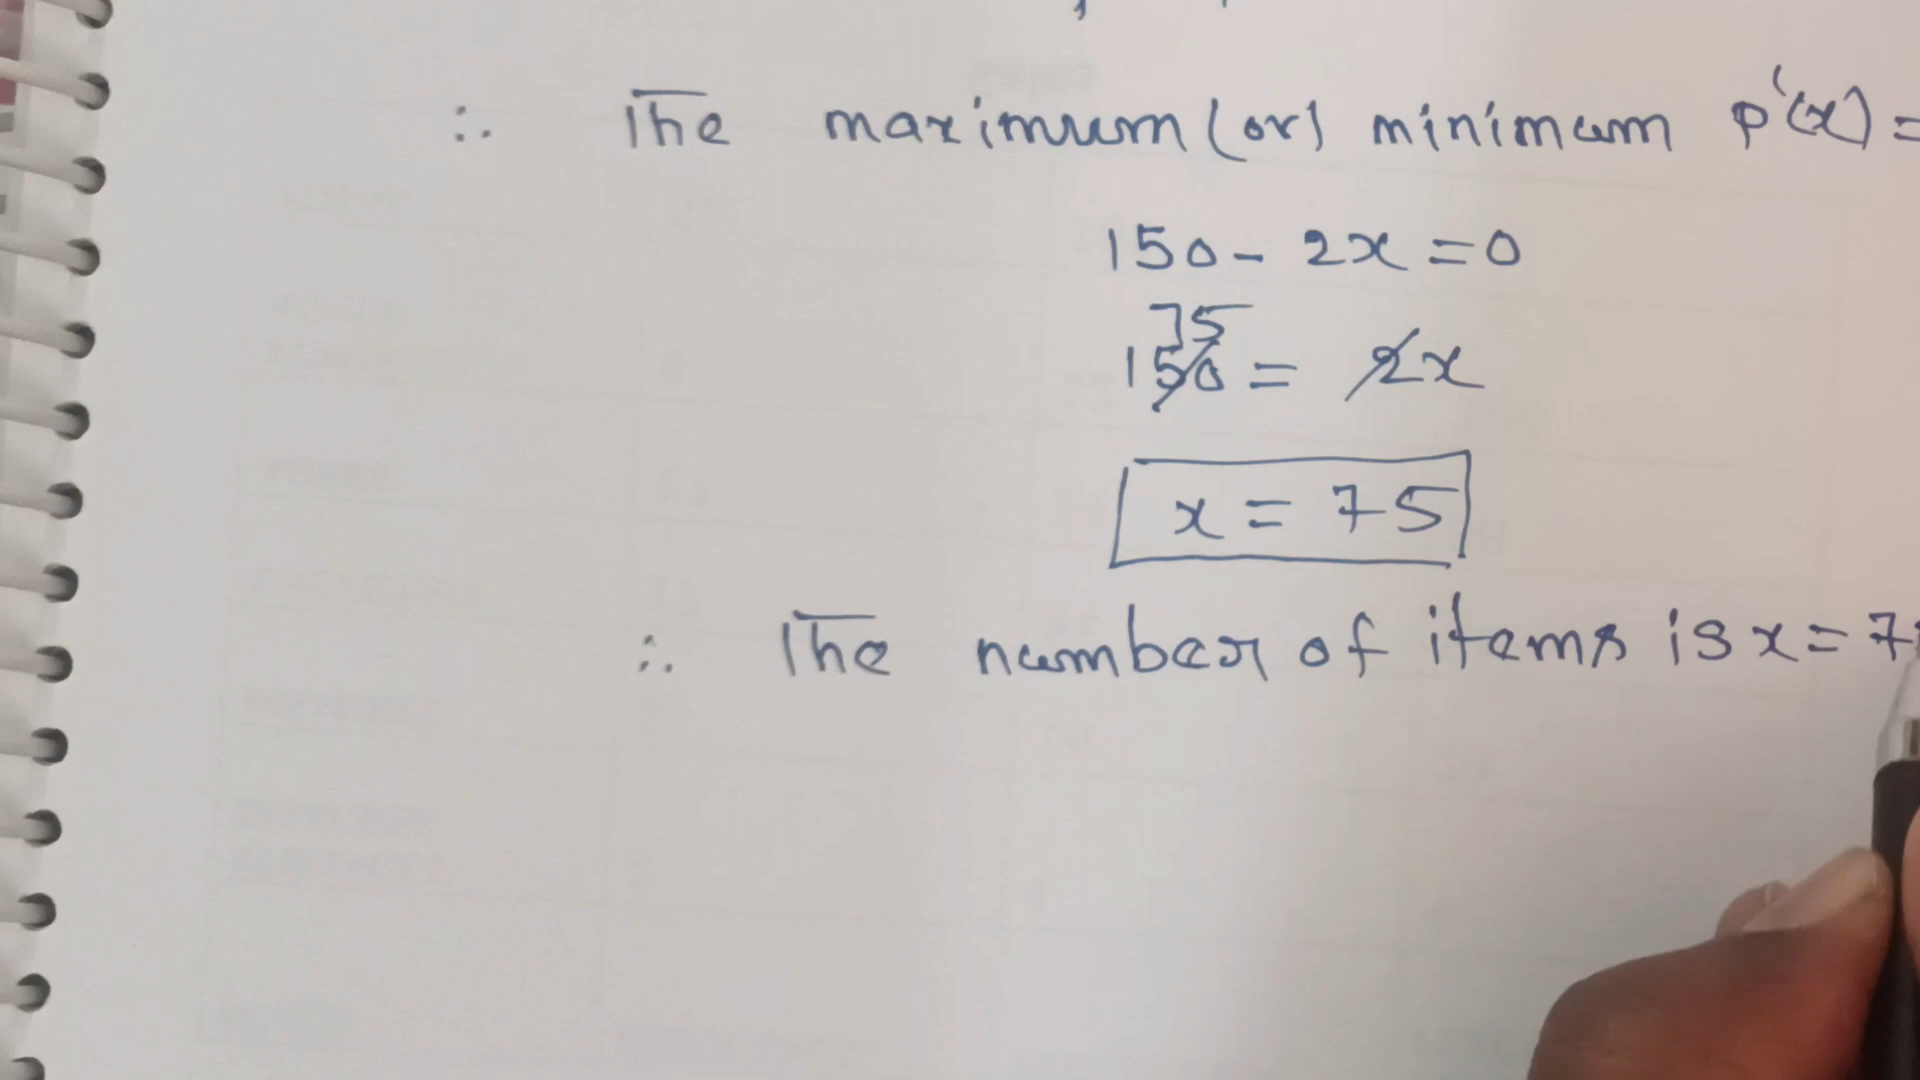 ∴ The maximum (or) minimum p'(x) =
150 - 2x = 0
75
150 = 2x
x = 75
∴ The number of items is x = 7